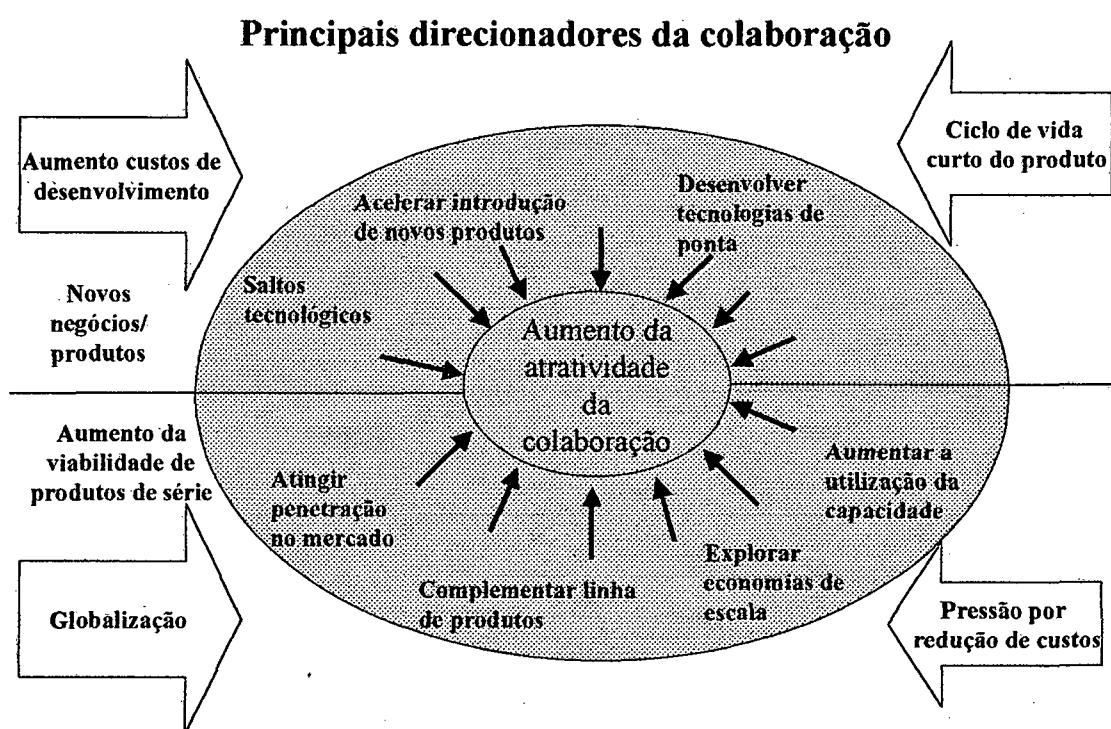 Principais direcionadores da colaboração
Aumento custos de
desenvolvimento
Ciclo de vida
curto do produto
Acelerar introdução
de novos produtos
Desenvolver
tecnologias de
ponta
Saltos
tecnológicos
Novos
negócios/
produtos
Aumento da
atratividade
da
colaboração
Aumento da
viabilidade de
produtos de série
Atingir
penetração
no mercado
Aumentar a
utilização da
capacidade
Complementar linha
de produtos
Explorar
economias de
escala
Globalização
Pressão por
redução de custos